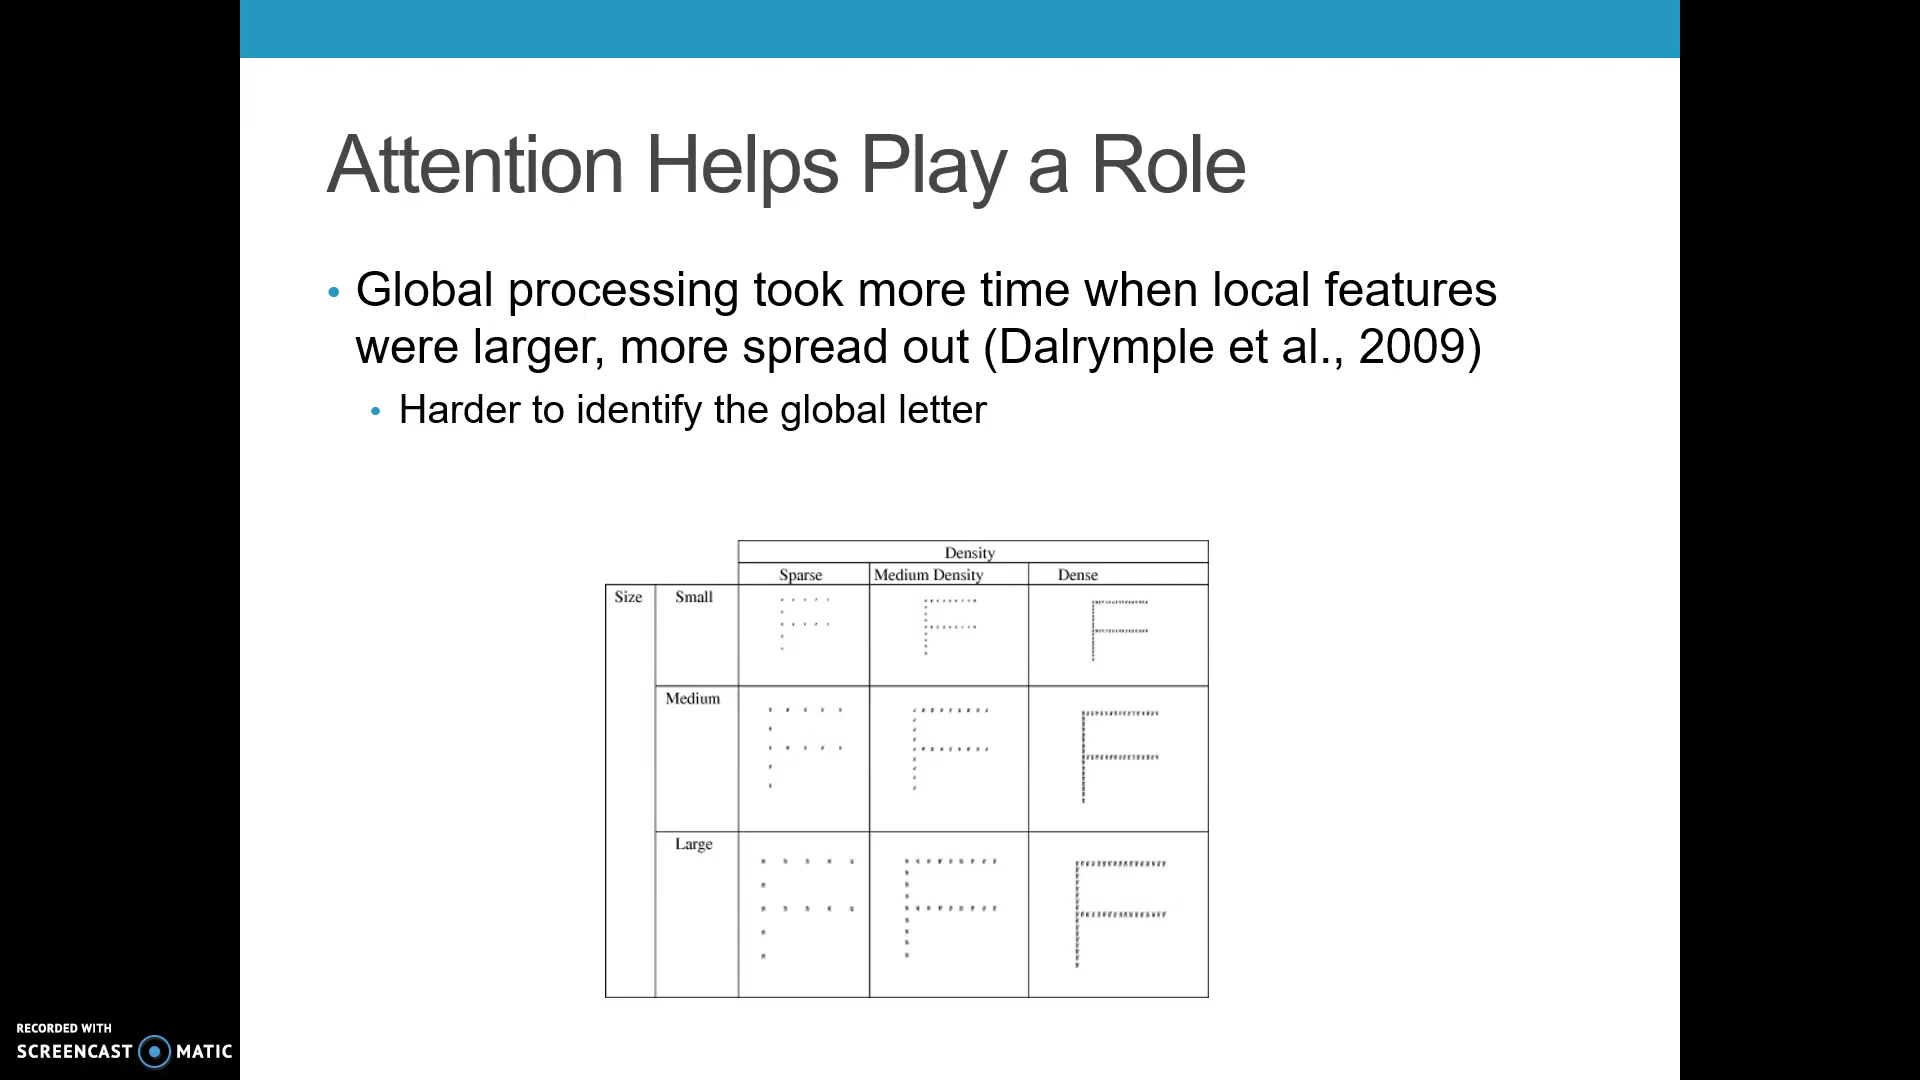 Attention Helps Play a Role
• Global processing took more time when local features
were larger, more spread out (Dalrymple et al., 2009)
• Harder to identify the global letter
Density
Sparse Medium Density Dense
Size Small
Medium
Large
RECORDED WITH
SCREENCAST MATIC